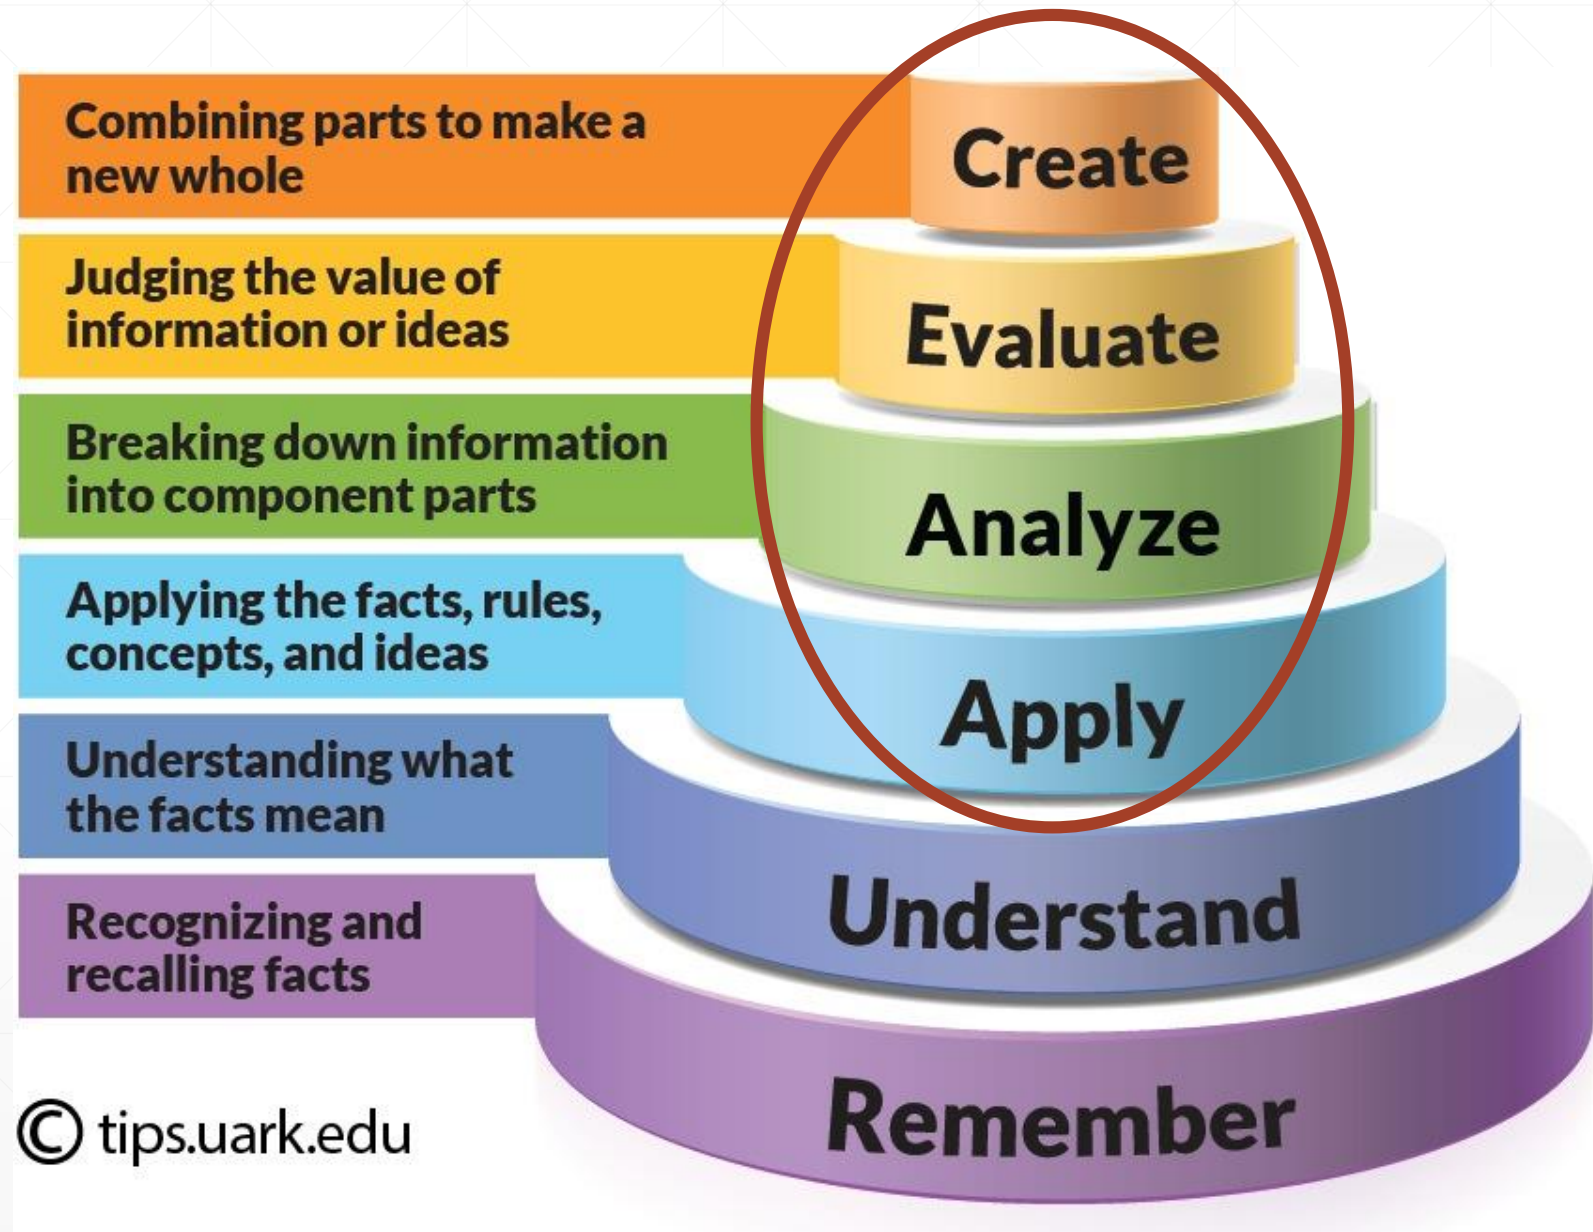 Combining parts to make a
new whole
Create
Judging the value of
information or ideas
Evaluate
Breaking down information
into component parts
Analyze
Applying the facts, rules,
concepts, and ideas
Apply
Understanding what
the facts mean
Understand
Recognizing and
recalling facts
Remember
© tips.uark.edu